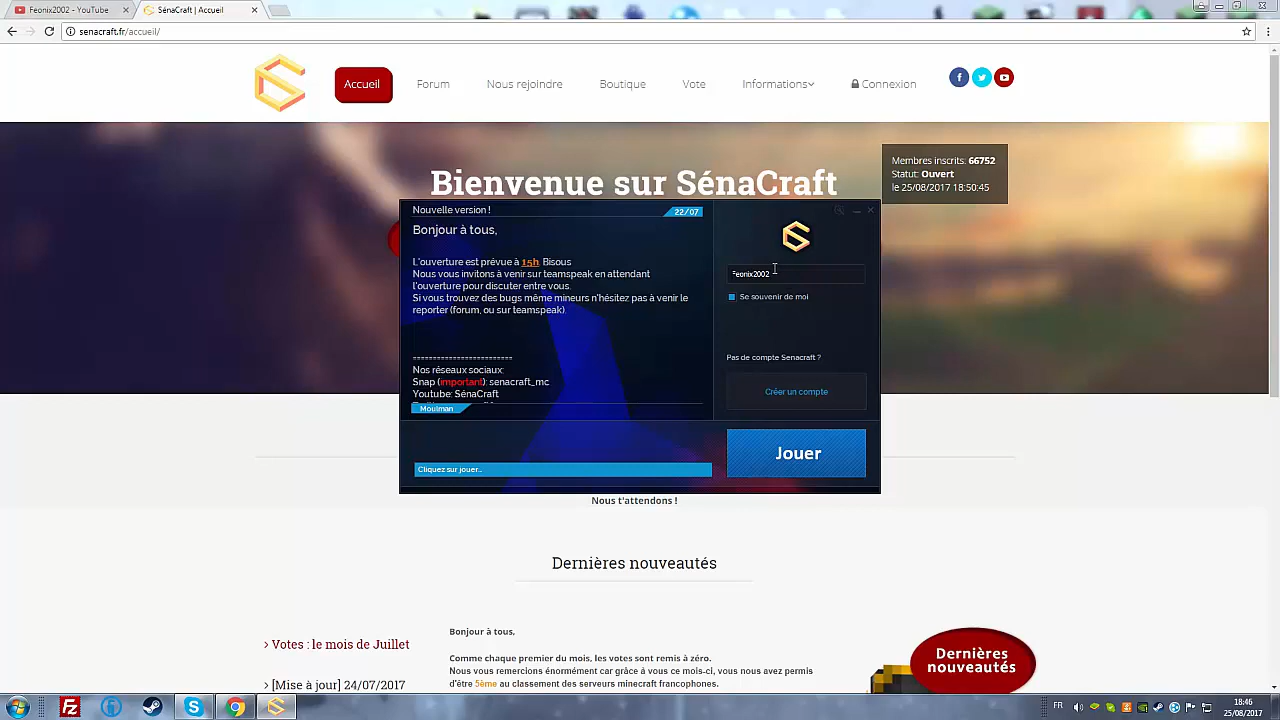 Feonix2002 - YouTube
SénaCraft | Accueil
senacraft.fr/accueil/
Accueil
Forum
Nous rejoindre
Boutique
Vote
Informations
Connexion
Membres inscrits: 66752
Statut: Ouvert
le 25/08/2017 18:50:45
Bienvenue sur SénaCraft
Nouvelle version !
22/07
Bonjour à tous,
L'ouverture est prévue à 15h. Bisous
Nous vous invitons à venir sur teamspeak en attendant
l'ouverture pour discuter entre vous.
Si vous trouvez des bugs même mineurs n'hésitez pas à venir le
reporter (forum, ou sur teamspeak).
=========================
Nos réseaux sociaux:
Snap (important): senacraft_mc
Youtube: SénaCraft
Moulman
Cliquez sur jouer...
Feonix2002
Se souvenir de moi
Pas de compte Senacraft ?
Créer un compte
Jouer
Nous t'attendons !
Dernières nouveautés
> Votes : le mois de Juillet
> [Mise à jour] 24/07/2017
Bonjour à tous,
Comme chaque premier du mois, les votes sont remis à zéro.
Nous vous remercions énormément car grâce à vous ce mois-ci, vous nous avez permis
d'être 5ème au classement des serveurs minecraft francophones.
Dernières
nouveautés
FR
18:46
25/08/2017